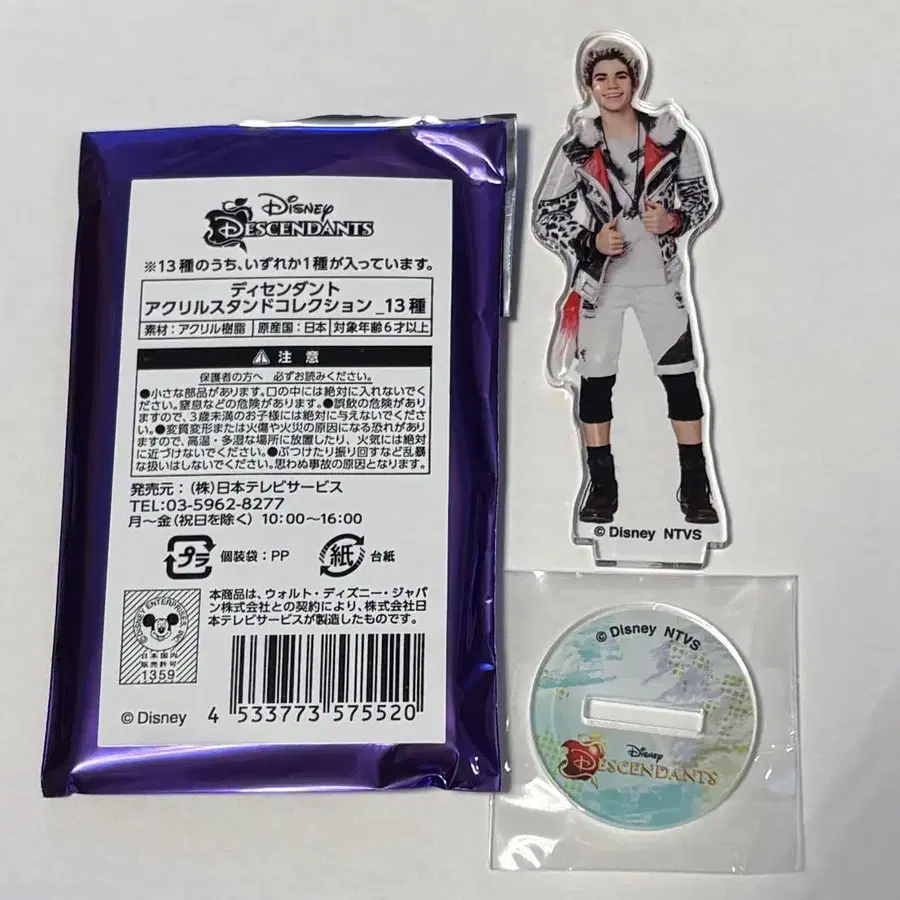 Disney
DESCENDANTS
※13種のうち、いずれか1種が入っています。
ディセンダント
アクリルスタンドコレクション_13種
素材：アクリル樹脂 原産国：日本 対象年齢6才以上
注意
保護者の方へ 必ずお読みください。
●小さな部品があります。口の中には絶対に入れないでく
ださい。窒息などの危険があります。●誤飲の危険があり
ますので、3歳未満のお子様には絶対に与えないでくださ
い。●変質変形または火傷や火災の原因になる恐れがあり
ますので、高温・多湿な場所に放置したり、火気には絶対
に近づけないでください。●ぶつけたり振り回すなど乱暴
な扱いはしないでください。思わぬ事故の原因となります。
発売元：（株）日本テレビサービス
TEL:03-5962-8277
月～金（祝日を除く）10:00～16:00
プラ 個装袋：PP 紙 台紙
本商品は、ウォルト・ディズニー・ジャパ
ン株式会社との契約により、株式会社日
本テレビサービスが製造したものです。
©DISNEY ENTERPRISES, INC.
日本国内
販売許可
1359
© Disney
4 533773 575520
© Disney NTVS
© Disney NTVS
Disney
DESCENDANTS